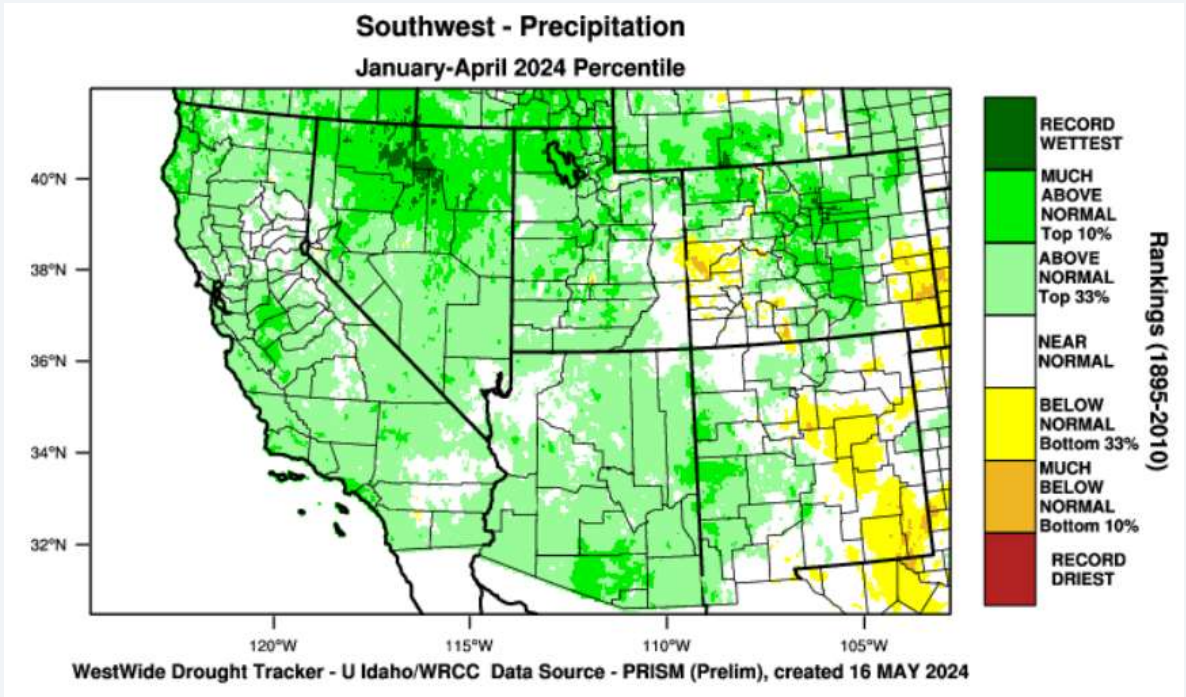 Southwest - Precipitation
January-April 2024 Percentile
40°N
38°N
36°N
34°N
32°N
120°W
115°W
110°W
105°W
RECORD
WETTEST
MUCH
ABOVE
NORMAL
Top 10%
ABOVE
NORMAL
Top 33%
NEAR
NORMAL
BELOW
NORMAL
Bottom 33%
MUCH
BELOW
NORMAL
Bottom 10%
RECORD
DRIEST
Rankings (1895-2010)
WestWide Drought Tracker - U Idaho/WRCC Data Source - PRISM (Prelim), created 16 MAY 2024